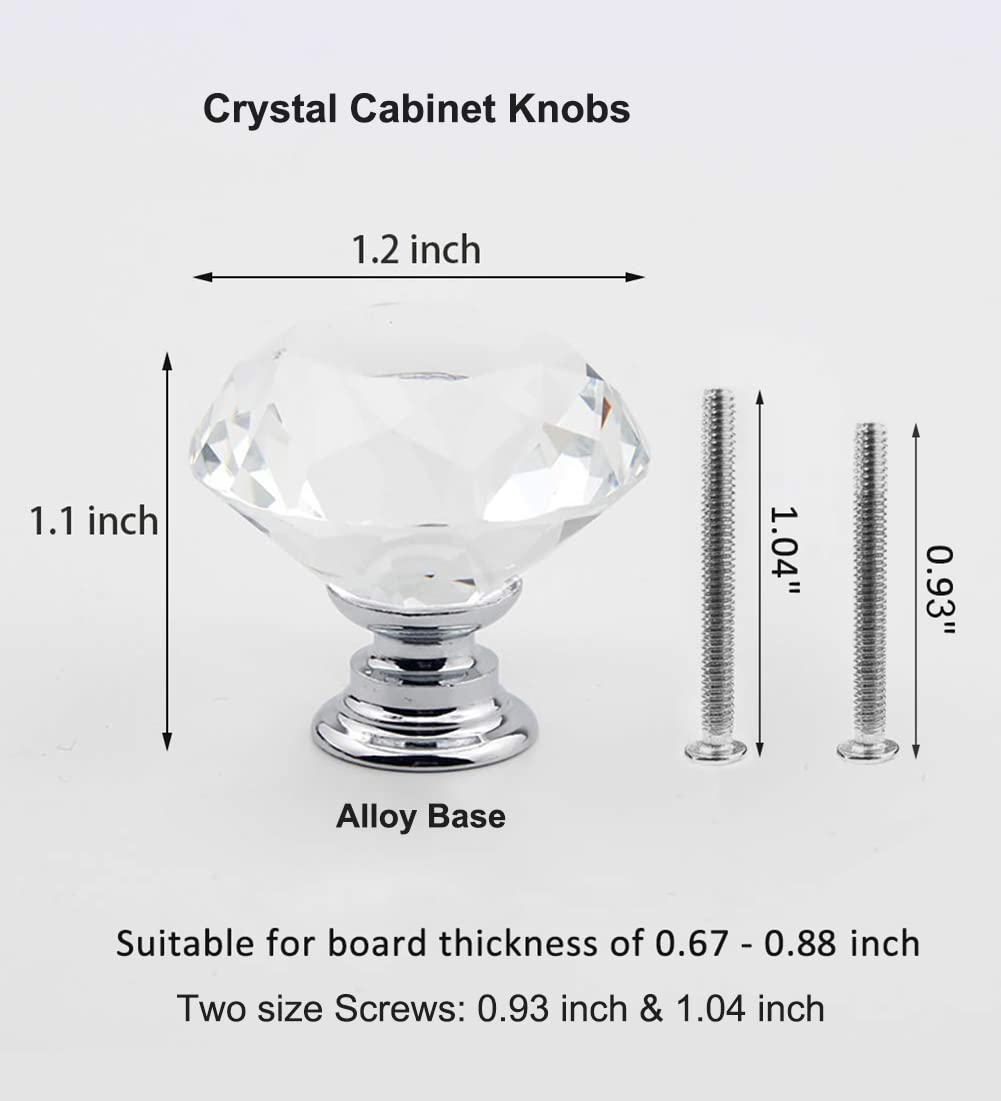 Crystal Cabinet Knobs
1.2 inch
1.1 inch
1.04"
0.93"
Alloy Base
Suitable for board thickness of 0.67 - 0.88 inch
Two size Screws: 0.93 inch & 1.04 inch